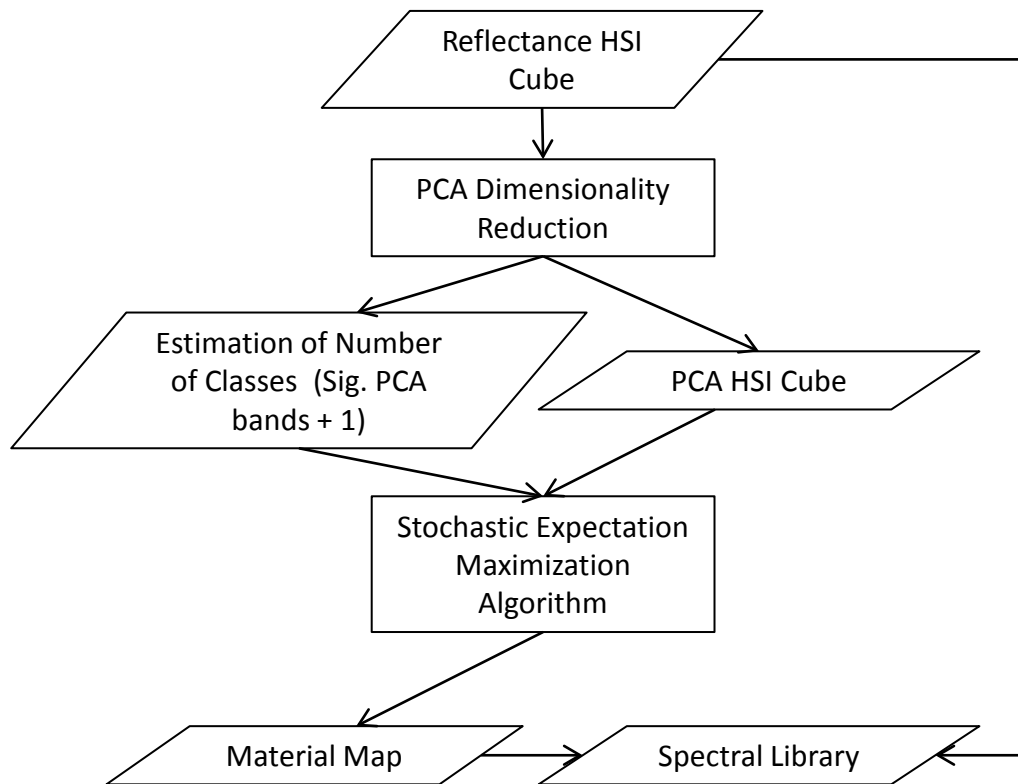 Reflectance HSI
Cube
PCA Dimensionality
Reduction
Estimation of Number
of Classes (Sig. PCA
bands + 1)
PCA HSI Cube
Stochastic Expectation
Maximization
Algorithm
Material Map
Spectral Library